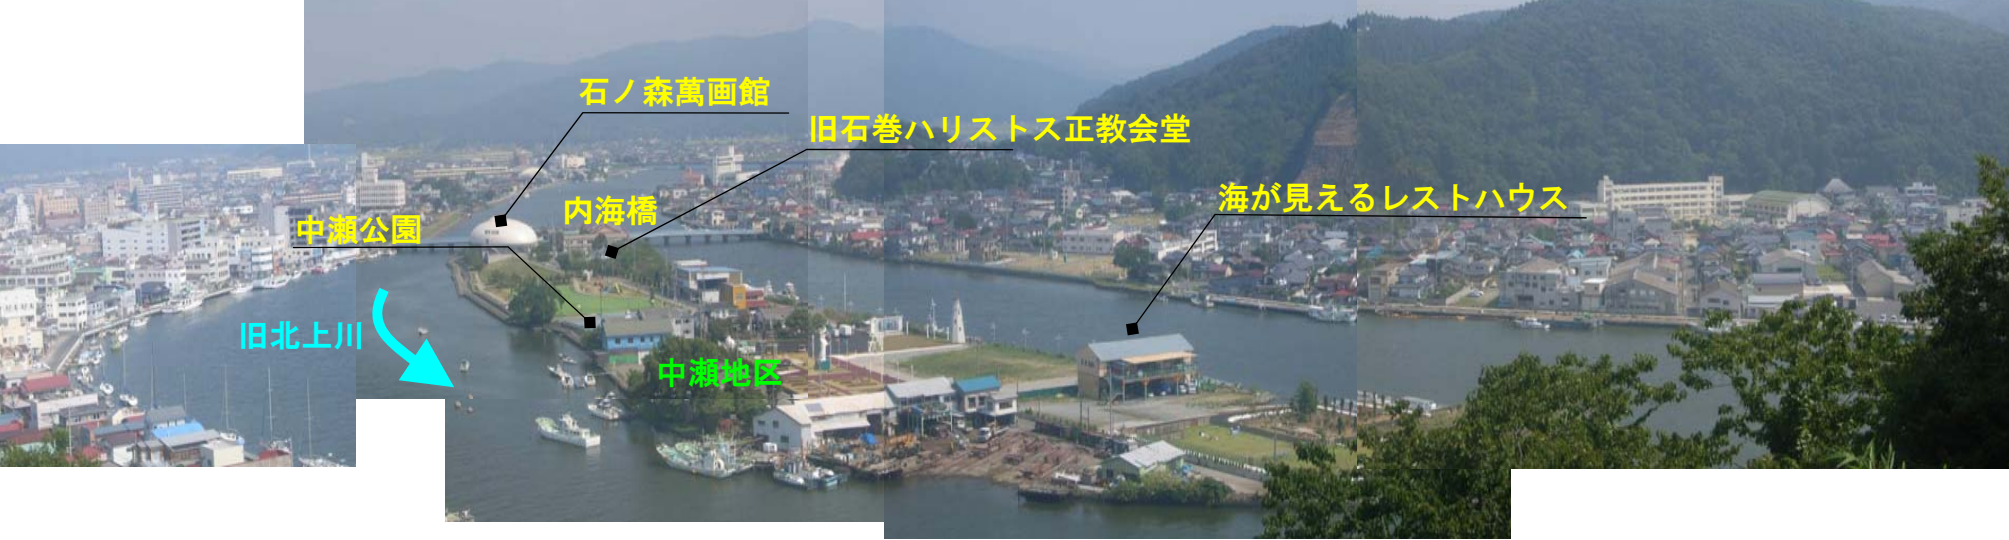 石ノ森萬画館
旧石巻ハリストス正教会堂
海が見えるレストハウス
内海橋
中瀬公園
旧北上川
中瀬地区